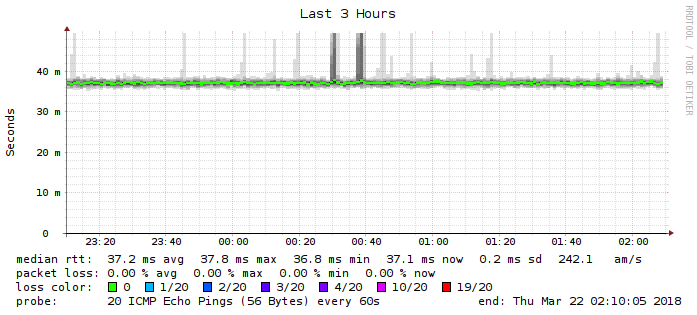 Last 3 Hours
RRDTOOL / TOBI OETIKER
Seconds
40 m
30 m
20 m
10 m
0
23:20 23:40 00:00 00:20 00:40 01:00 01:20 01:40 02:00
median rtt: 37.2 ms avg 37.8 ms max 36.8 ms min 37.1 ms now 0.2 ms sd 242.1 am/s
packet loss: 0.00 % avg 0.00 % max 0.00 % min 0.00 % now
loss color: 0 1/20 2/20 3/20 4/20 10/20 19/20
probe: 20 ICMP Echo Pings (56 Bytes) every 60s end: Thu Mar 22 02:10:05 2018